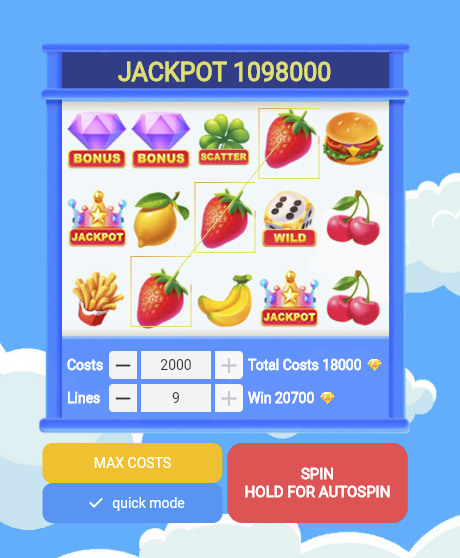 JACKPOT 1098000
BONUS BONUS SCATTER
JACKPOT WILD
JACKPOT
Costs 2000 Total Costs 18000
Lines 9 Win 20700
MAX COSTS
quick mode
SPIN
HOLD FOR AUTOSPIN